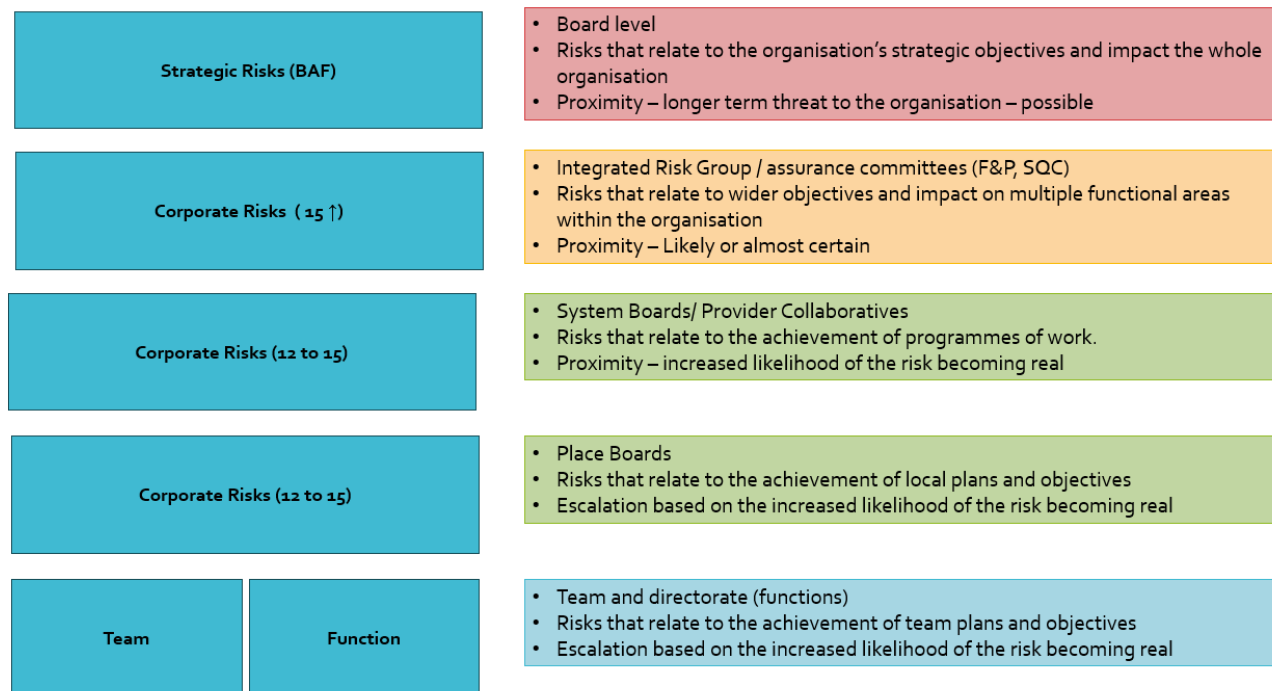 Strategic Risks (BAF)
• Board level
• Risks that relate to the organisation's strategic objectives and impact the whole
organisation
• Proximity – longer term threat to the organisation – possible
Corporate Risks ( 15 ↑)
• Integrated Risk Group / assurance committees (F&P, SQC)
• Risks that relate to wider objectives and impact on multiple functional areas
within the organisation
• Proximity – Likely or almost certain
Corporate Risks (12 to 15)
• System Boards/ Provider Collaboratives
• Risks that relate to the achievement of programmes of work.
• Proximity – increased likelihood of the risk becoming real
Corporate Risks (12 to 15)
• Place Boards
• Risks that relate to the achievement of local plans and objectives
• Escalation based on the increased likelihood of the risk becoming real
Team
Function
• Team and directorate (functions)
• Risks that relate to the achievement of team plans and objectives
• Escalation based on the increased likelihood of the risk becoming real